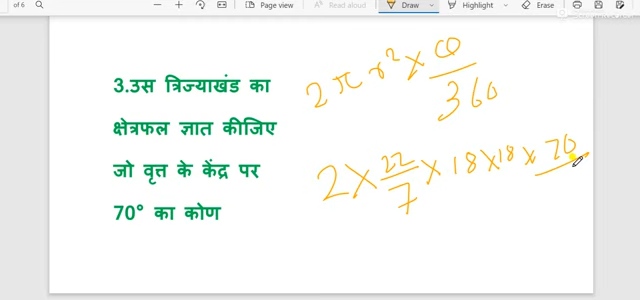 of 6
Page view
Read aloud
Draw
Highlight
Erase
3.उस त्रिज्याखंड का
क्षेत्रफल ज्ञात कीजिए
जो वृत्त के केंद्र पर
70° का कोण
2πr² × Θ/360
2 × 22/7 × 18 × 18 × 70